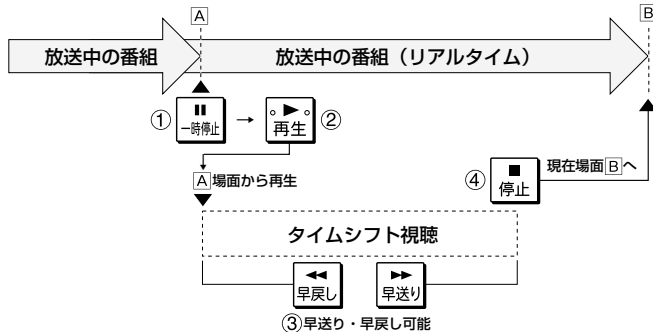 A
B
放送中の番組
放送中の番組（リアルタイム）
① 一時停止 → 再生 ②
A 場面から再生
④ 停止
現在場面 B へ
タイムシフト視聴
早戻し
早送り
③ 早送り・早戻し可能